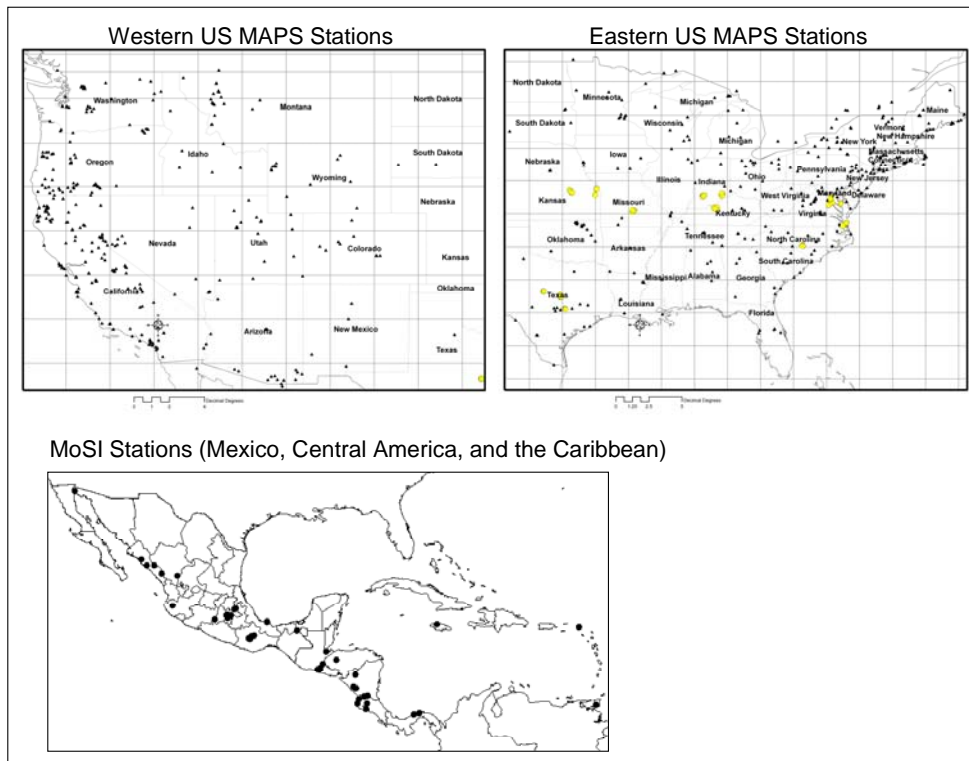 Western US MAPS Stations
Eastern US MAPS Stations
Washington
Montana
North Dakota
Oregon
Idaho
South Dakota
Wyoming
Nebraska
Nevada
Utah
Colorado
Kansas
Oklahoma
California
Arizona
New Mexico
Texas
Decimal Degrees
North Dakota
Minnesota
Michigan
Maine
South Dakota
Wisconsin
Vermont
New Hampshire
Michigan
New York
Massachusetts
Connecticut
Nebraska
Iowa
Illinois
Indiana
Ohio
Pennsylvania
New Jersey
Kansas
Missouri
West Virginia
Maryland
Delaware
Kentucky
Virginia
Oklahoma
Arkansas
Tennessee
North Carolina
South Carolina
Mississippi
Alabama
Georgia
Texas
Louisiana
Florida
Decimal Degrees
MoSI Stations (Mexico, Central America, and the Caribbean)